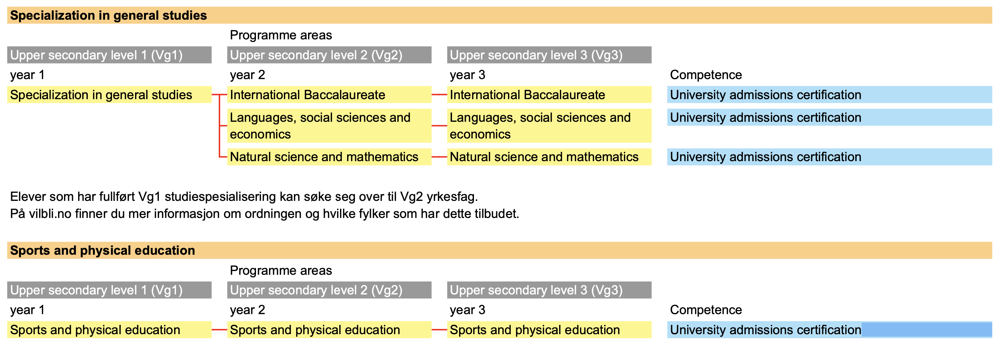 Specialization in general studies
Programme areas
Upper secondary level 1 (Vg1) Upper secondary level 2 (Vg2) Upper secondary level 3 (Vg3)
year 1 year 2 year 3 Competence
Specialization in general studies International Baccalaureate International Baccalaureate University admissions certification
Languages, social sciences and Languages, social sciences and University admissions certification
economics economics
Natural science and mathematics Natural science and mathematics University admissions certification
Elever som har fullført Vg1 studiespesialisering kan søke seg over til Vg2 yrkesfag.
På vilbli.no finner du mer informasjon om ordningen og hvilke fylker som har dette tilbudet.
Sports and physical education
Programme areas
Upper secondary level 1 (Vg1) Upper secondary level 2 (Vg2) Upper secondary level 3 (Vg3)
year 1 year 2 year 3 Competence
Sports and physical education Sports and physical education Sports and physical education University admissions certification